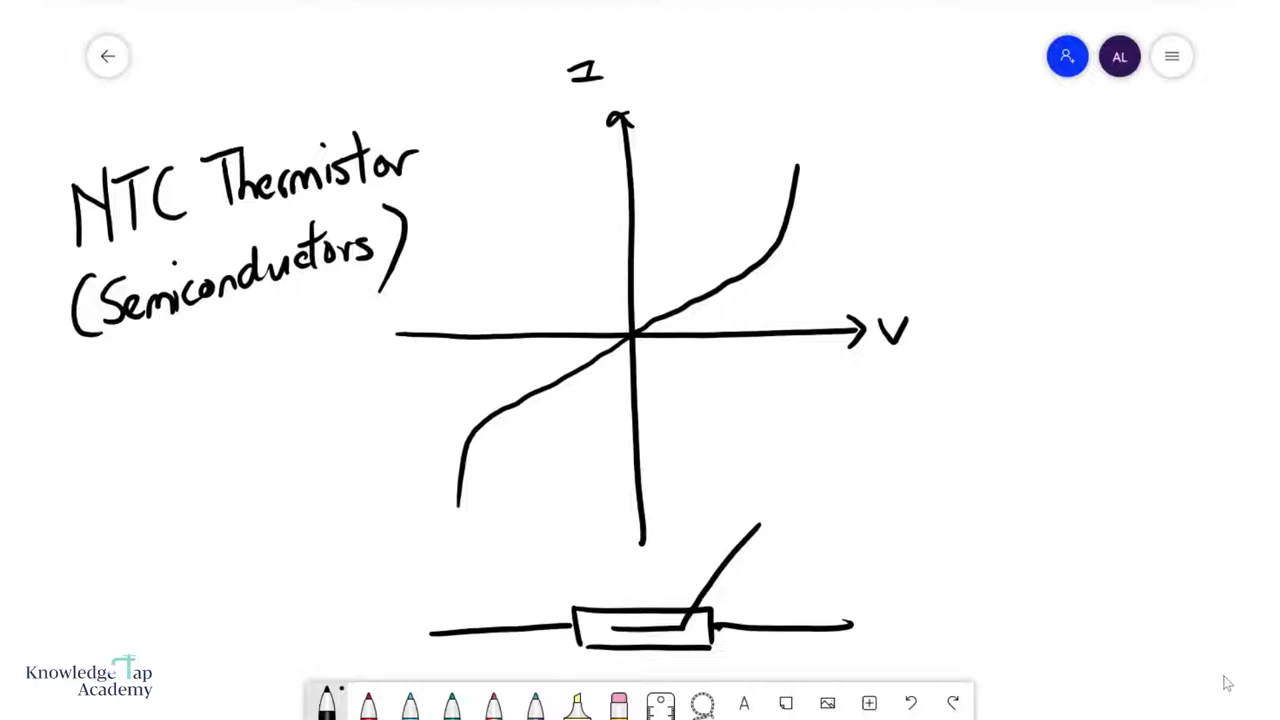 AL
I
NTC Thermistor
(Semiconductors)
V
Knowledge Tap
Academy
A